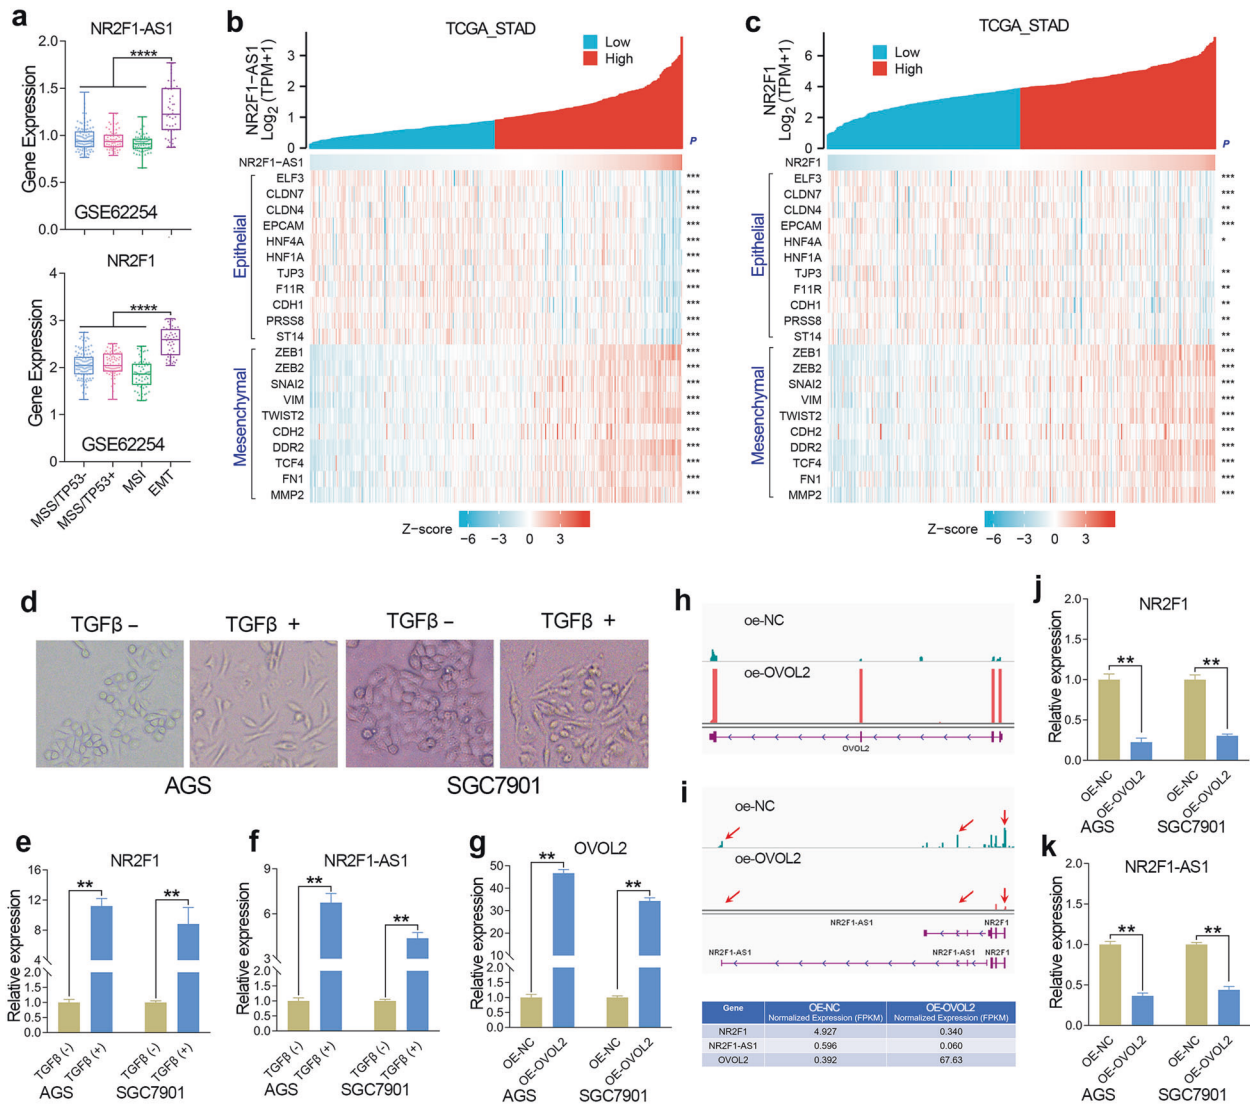 a
NR2F1-AS1
Gene Expression
2.0
1.5
1.0
0.5
0.0
****
GSE62254
NR2F1
Gene Expression
4
3
2
1
0
****
GSE62254
MSS/TP53-
MSS/TP53+
MSI
EMT
b
TCGA_STAD
NR2F1-AS1
Log2 (TPM+1)
3
2
1
0
Low
High
P
NR2F1-AS1
Epithelial
ELF3 ***
CLDN7 ***
CLDN4 ***
EPCAM ***
HNF4A ***
HNF1A ***
TJP3 ***
F11R ***
CDH1 ***
PRSS8 ***
ST14 ***
Mesenchymal
ZEB1 ***
ZEB2 ***
SNAI2 ***
VIM ***
TWIST2 ***
CDH2 ***
DDR2 ***
TCF4 ***
FN1 ***
MMP2 ***
Z-score
-6 -3 0 3
c
TCGA_STAD
NR2F1
Log2 (TPM+1)
6
4
2
0
Low
High
P
NR2F1
Epithelial
ELF3 ***
CLDN7 ***
CLDN4 **
EPCAM ***
HNF4A *
HNF1A
TJP3 **
F11R ***
CDH1 **
PRSS8 **
ST14 **
Mesenchymal
ZEB1 ***
ZEB2 ***
SNAI2 ***
VIM ***
TWIST2 ***
CDH2 ***
DDR2 ***
TCF4 ***
FN1 ***
MMP2 ***
Z-score
-6 -3 0 3
d
TGFβ – TGFβ + TGFβ – TGFβ +
AGS SGC7901
e
NR2F1
Relative expression
16
12
8
4
2.0
1.5
1.0
0.5
0.0
** **
TGFβ (-) TGFβ (+) TGFβ (-) TGFβ (+)
AGS SGC7901
f
NR2F1-AS1
Relative expression
9
6
3
2.0
1.5
1.0
0.5
0.0
** **
TGFβ (-) TGFβ (+) TGFβ (-) TGFβ (+)
AGS SGC7901
g
OVOL2
Relative expression
50
40
30
20
10
2.0
1.5
1.0
0.5
0.0
** **
OE-NC OE-OVOL2 OE-NC OE-OVOL2
AGS SGC7901
h
oe-NC
oe-OVOL2
OVOL2
i
oe-NC
oe-OVOL2
NR2F1-AS1 NR2F1
NR2F1-AS1 NR2F1-AS1 NR2F1
Gene OE-NC OE-OVOL2
Normalized Expression (FPKM) Normalized Expression (FPKM)
NR2F1 4.927 0.340
NR2F1-AS1 0.596 0.060
OVOL2 0.392 67.63
j
NR2F1
Relative expression
2.0
1.5
1.0
0.5
0.0
** **
OE-NC OE-OVOL2 OE-NC OE-OVOL2
AGS SGC7901
k
NR2F1-AS1
Relative expression
2.0
1.5
1.0
0.5
0.0
** **
OE-NC OE-OVOL2 OE-NC OE-OVOL2
AGS SGC7901